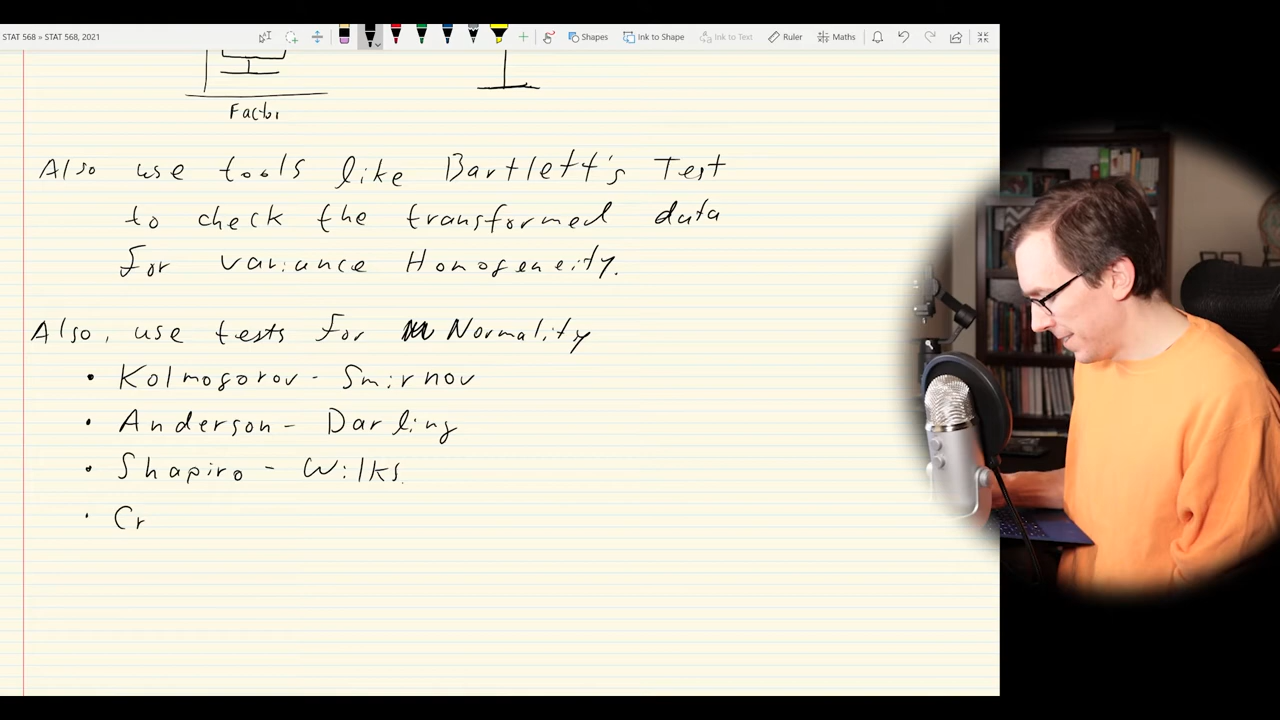 STAT 568 » STAT 568, 2021
Shapes Ink to Shape Ink to Text Ruler Maths
Factor
Also use tools like Bartlett's Test
to check the transformed data
For variance Homogeneity.
Also, use tests for Normality
• Kolmogorov - Smirnov
• Anderson - Darling
• Shapiro - Wilks.
• Cr